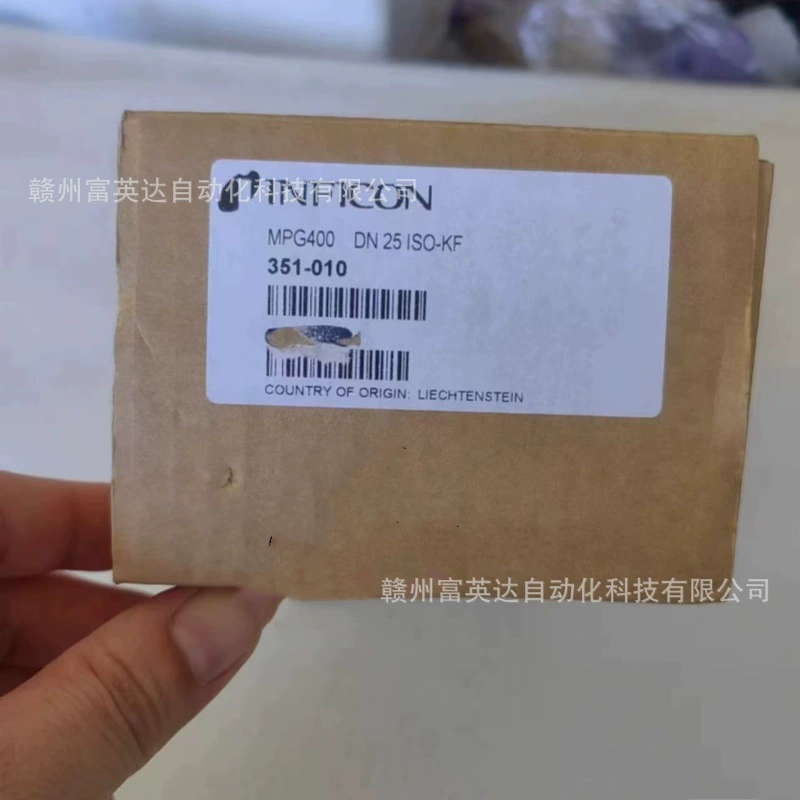 INFICON
赣州富英达自动化科技有限公司
MPG400 DN 25 ISO-KF
351-010
COUNTRY OF ORIGIN: LIECHTENSTEIN
赣州富英达自动化科技有限公司